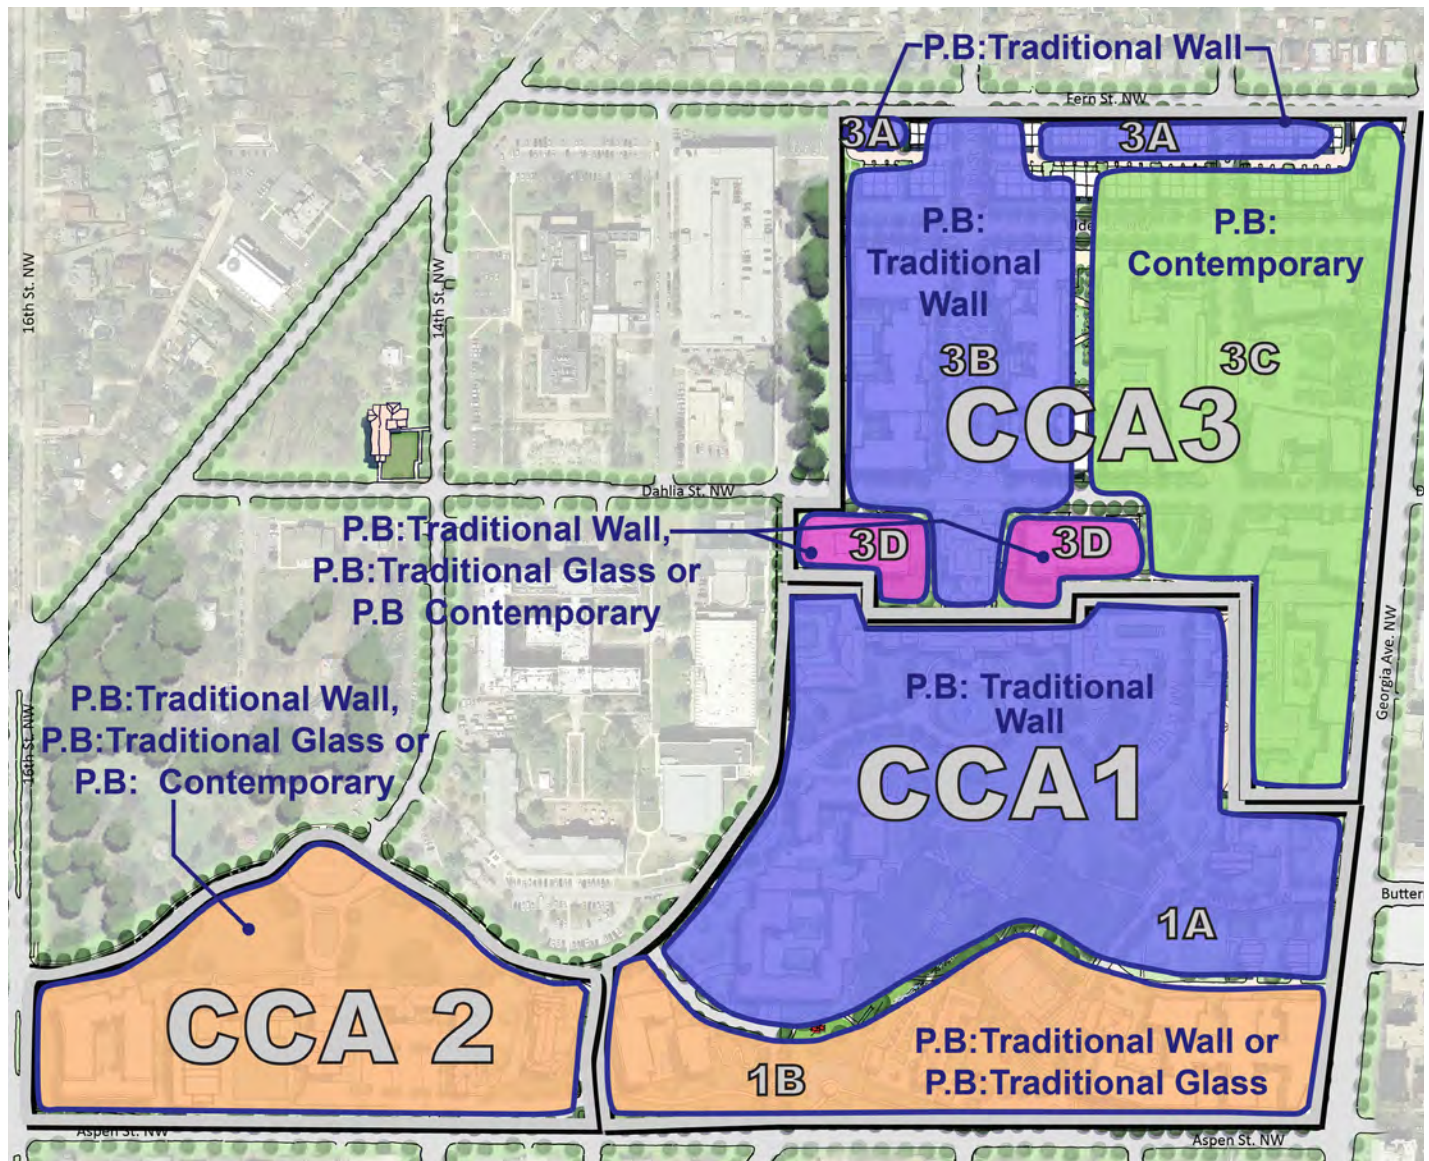 P.B:Traditional Wall
Fern St. NW
3A
3A
P.B:
Traditional
Wall
P.B:
Contemporary
16th St. NW
14th St. NW
3B
3C
CCA3
Dahlia St. NW
P.B:Traditional Wall,
P.B:Traditional Glass or
P.B Contemporary
3D
3D
Georgia Ave. NW
P.B:Traditional Wall,
P.B:Traditional Glass or
P.B: Contemporary
16th St. NW
P.B: Traditional
Wall
CCA1
Butter
1A
CCA 2
P.B:Traditional Wall or
P.B:Traditional Glass
1B
Aspen St. NW
Aspen St. NW